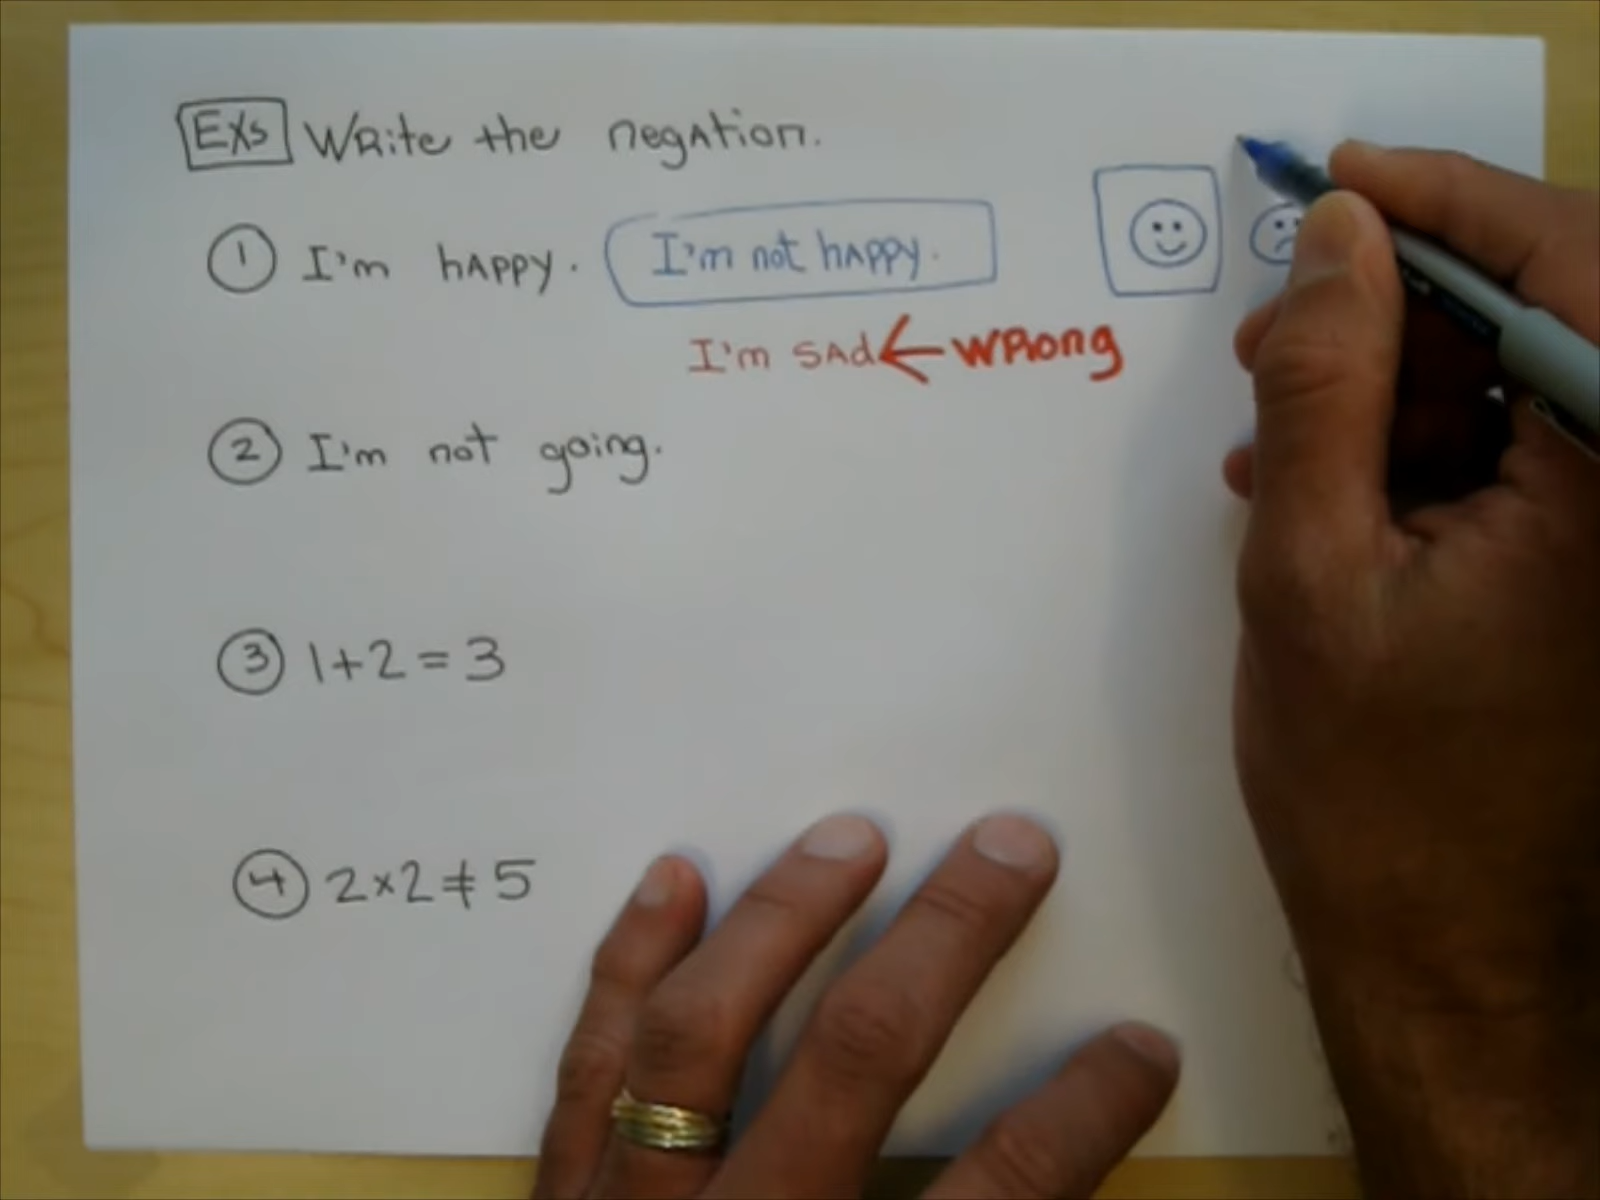 Exs Write the negation.
1 I'm happy. I'm not happy.
I'm sad ← wrong
2 I'm not going.
3 1+2=3
4 2×2≠5